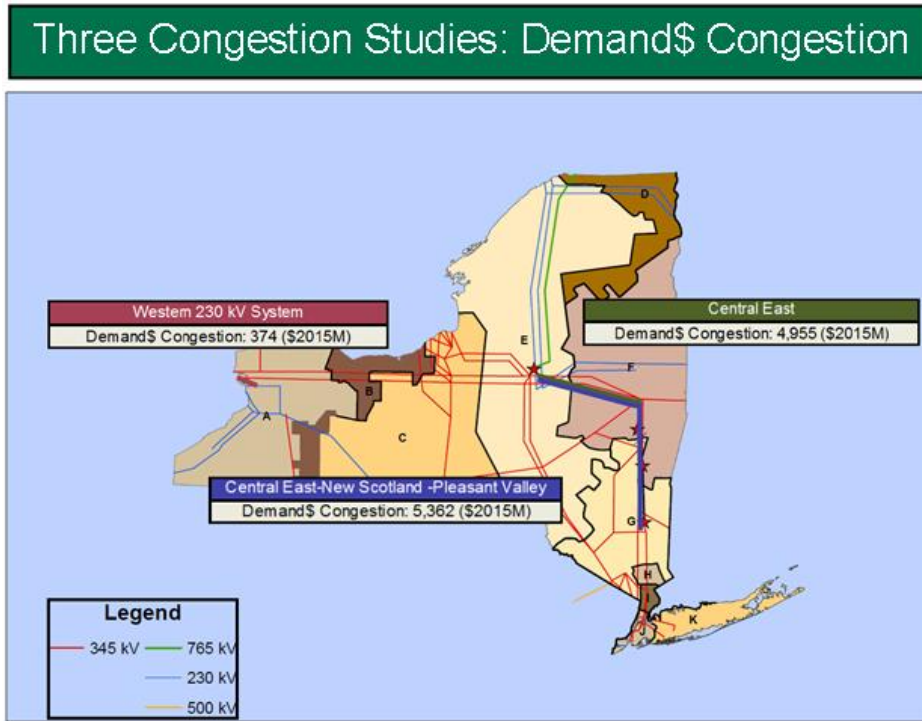 Three Congestion Studies: Demand$ Congestion
D
Western 230 kV System
Demand$ Congestion: 374 ($2015M)
Central East
Demand$ Congestion: 4,955 ($2015M)
E
F
B
A
C
Central East-New Scotland -Pleasant Valley
Demand$ Congestion: 5,362 ($2015M)
G
H
I
J
K
Legend
345 kV
765 kV
230 kV
500 kV